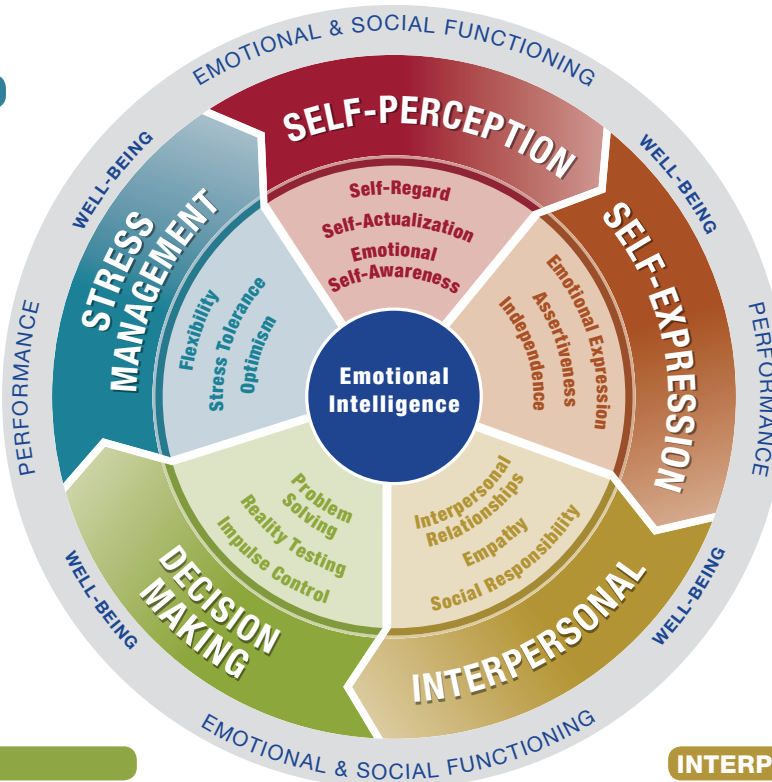 EMOTIONAL & SOCIAL FUNCTIONING
WELL-BEING
WELL-BEING
PERFORMANCE
PERFORMANCE
SELF-PERCEPTION
Self-Regard
Self-Actualization
Emotional
Self-Awareness
SELF-EXPRESSION
Emotional Expression
Assertiveness
Independence
STRESS
MANAGEMENT
Flexibility
Stress Tolerance
Optimism
Emotional
Intelligence
INTERPERSONAL
Interpersonal
Relationships
Empathy
Social Responsibility
DECISION
MAKING
Problem
Solving
Reality Testing
Impulse Control
WELL-BEING
WELL-BEING
EMOTIONAL & SOCIAL FUNCTIONING
INTERP